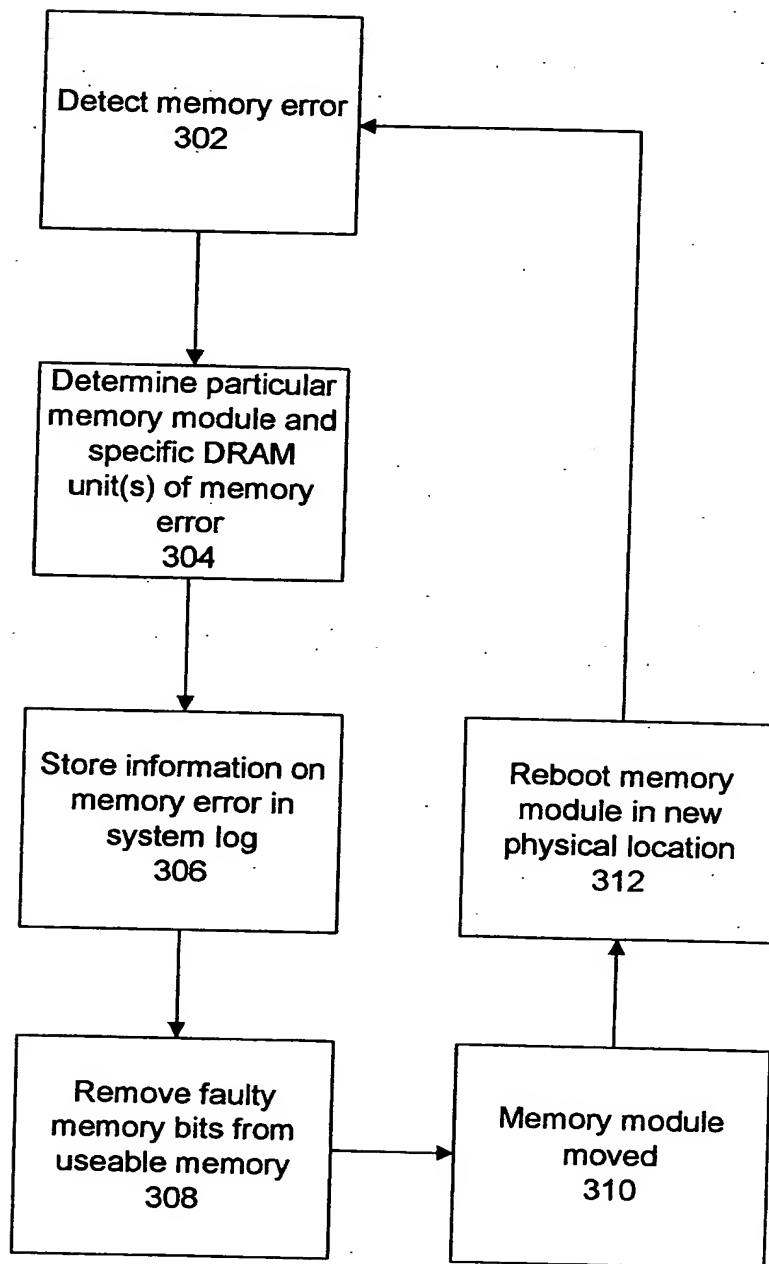 Detect memory error
302
Determine particular
memory module and
specific DRAM
unit(s) of memory
error
304
Store information on
memory error in
system log
306
Remove faulty
memory bits from
useable memory
308
Memory module
moved
310
Reboot memory
module in new
physical location
312